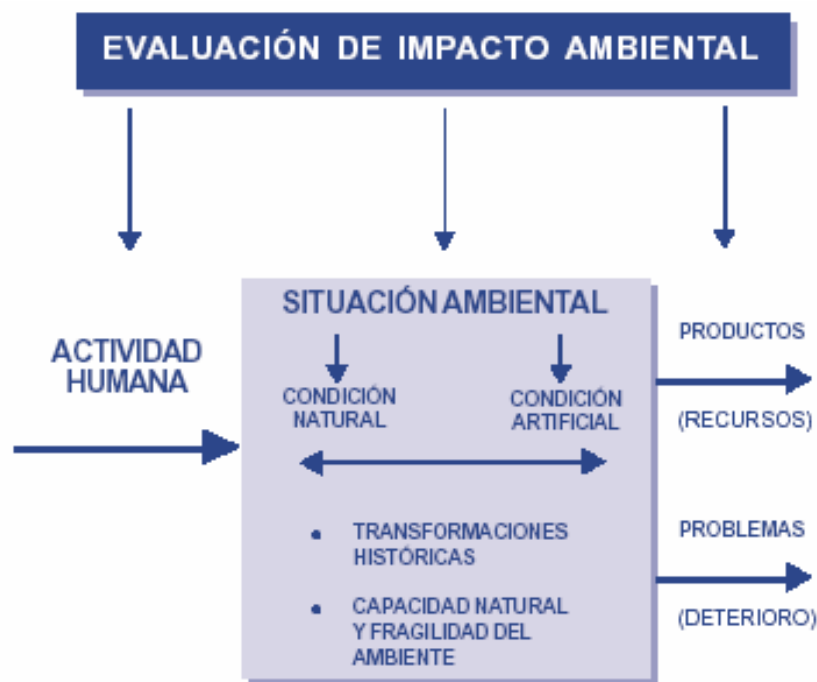 EVALUACIÓN DE IMPACTO AMBIENTAL
ACTIVIDAD
HUMANA
SITUACIÓN AMBIENTAL
CONDICIÓN
NATURAL
CONDICIÓN
ARTIFICIAL
• TRANSFORMACIONES
HISTÓRICAS
• CAPACIDAD NATURAL
Y FRAGILIDAD DEL
AMBIENTE
PRODUCTOS
(RECURSOS)
PROBLEMAS
(DETERIORO)